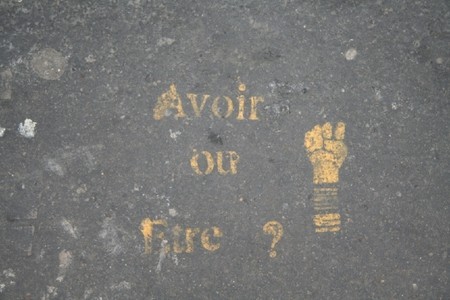 Avoir
ou
Etre ?